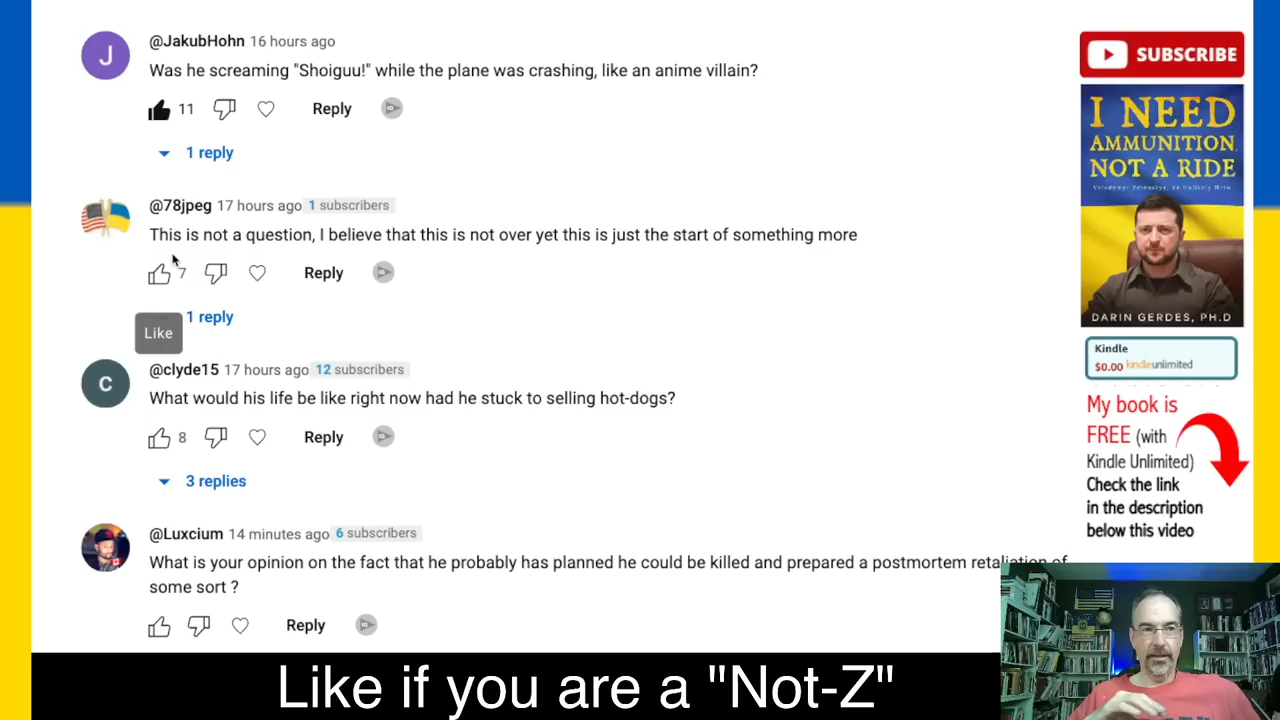 @JakubHohn 16 hours ago
Was he screaming "Shoiguu!" while the plane was crashing, like an anime villain?
11 Reply
1 reply
@78jpeg 17 hours ago 1 subscribers
This is not a question, I believe that this is not over yet this is just the start of something more
7 Reply
1 reply
Like
@clyde15 17 hours ago 12 subscribers
What would his life be like right now had he stuck to selling hot-dogs?
8 Reply
3 replies
@Luxcium 14 minutes ago 6 subscribers
What is your opinion on the fact that he probably has planned he could be killed and prepared a postmortem retaliation of
some sort ?
Reply
J
C
SUBSCRIBE
I NEED
AMMUNITION,
NOT A RIDE
Volodymyr Zelenskyy, An Unlikely Hero
DARIN GERDES, PH.D
Kindle
$0.00 kindleunlimited
My book is
FREE (with
Kindle Unlimited)
Check the link
in the description
below this video
Like if you are a "Not-Z"